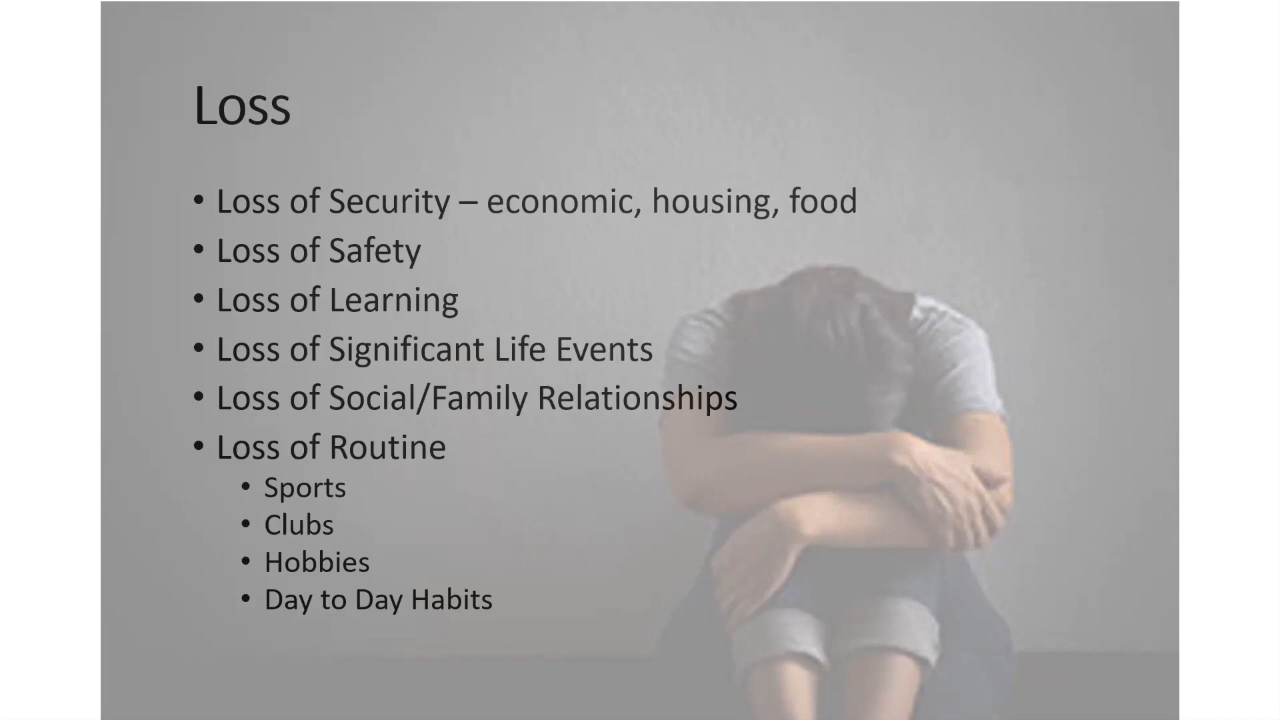 Loss
• Loss of Security – economic, housing, food
• Loss of Safety
• Loss of Learning
• Loss of Significant Life Events
• Loss of Social/Family Relationships
• Loss of Routine
• Sports
• Clubs
• Hobbies
• Day to Day Habits